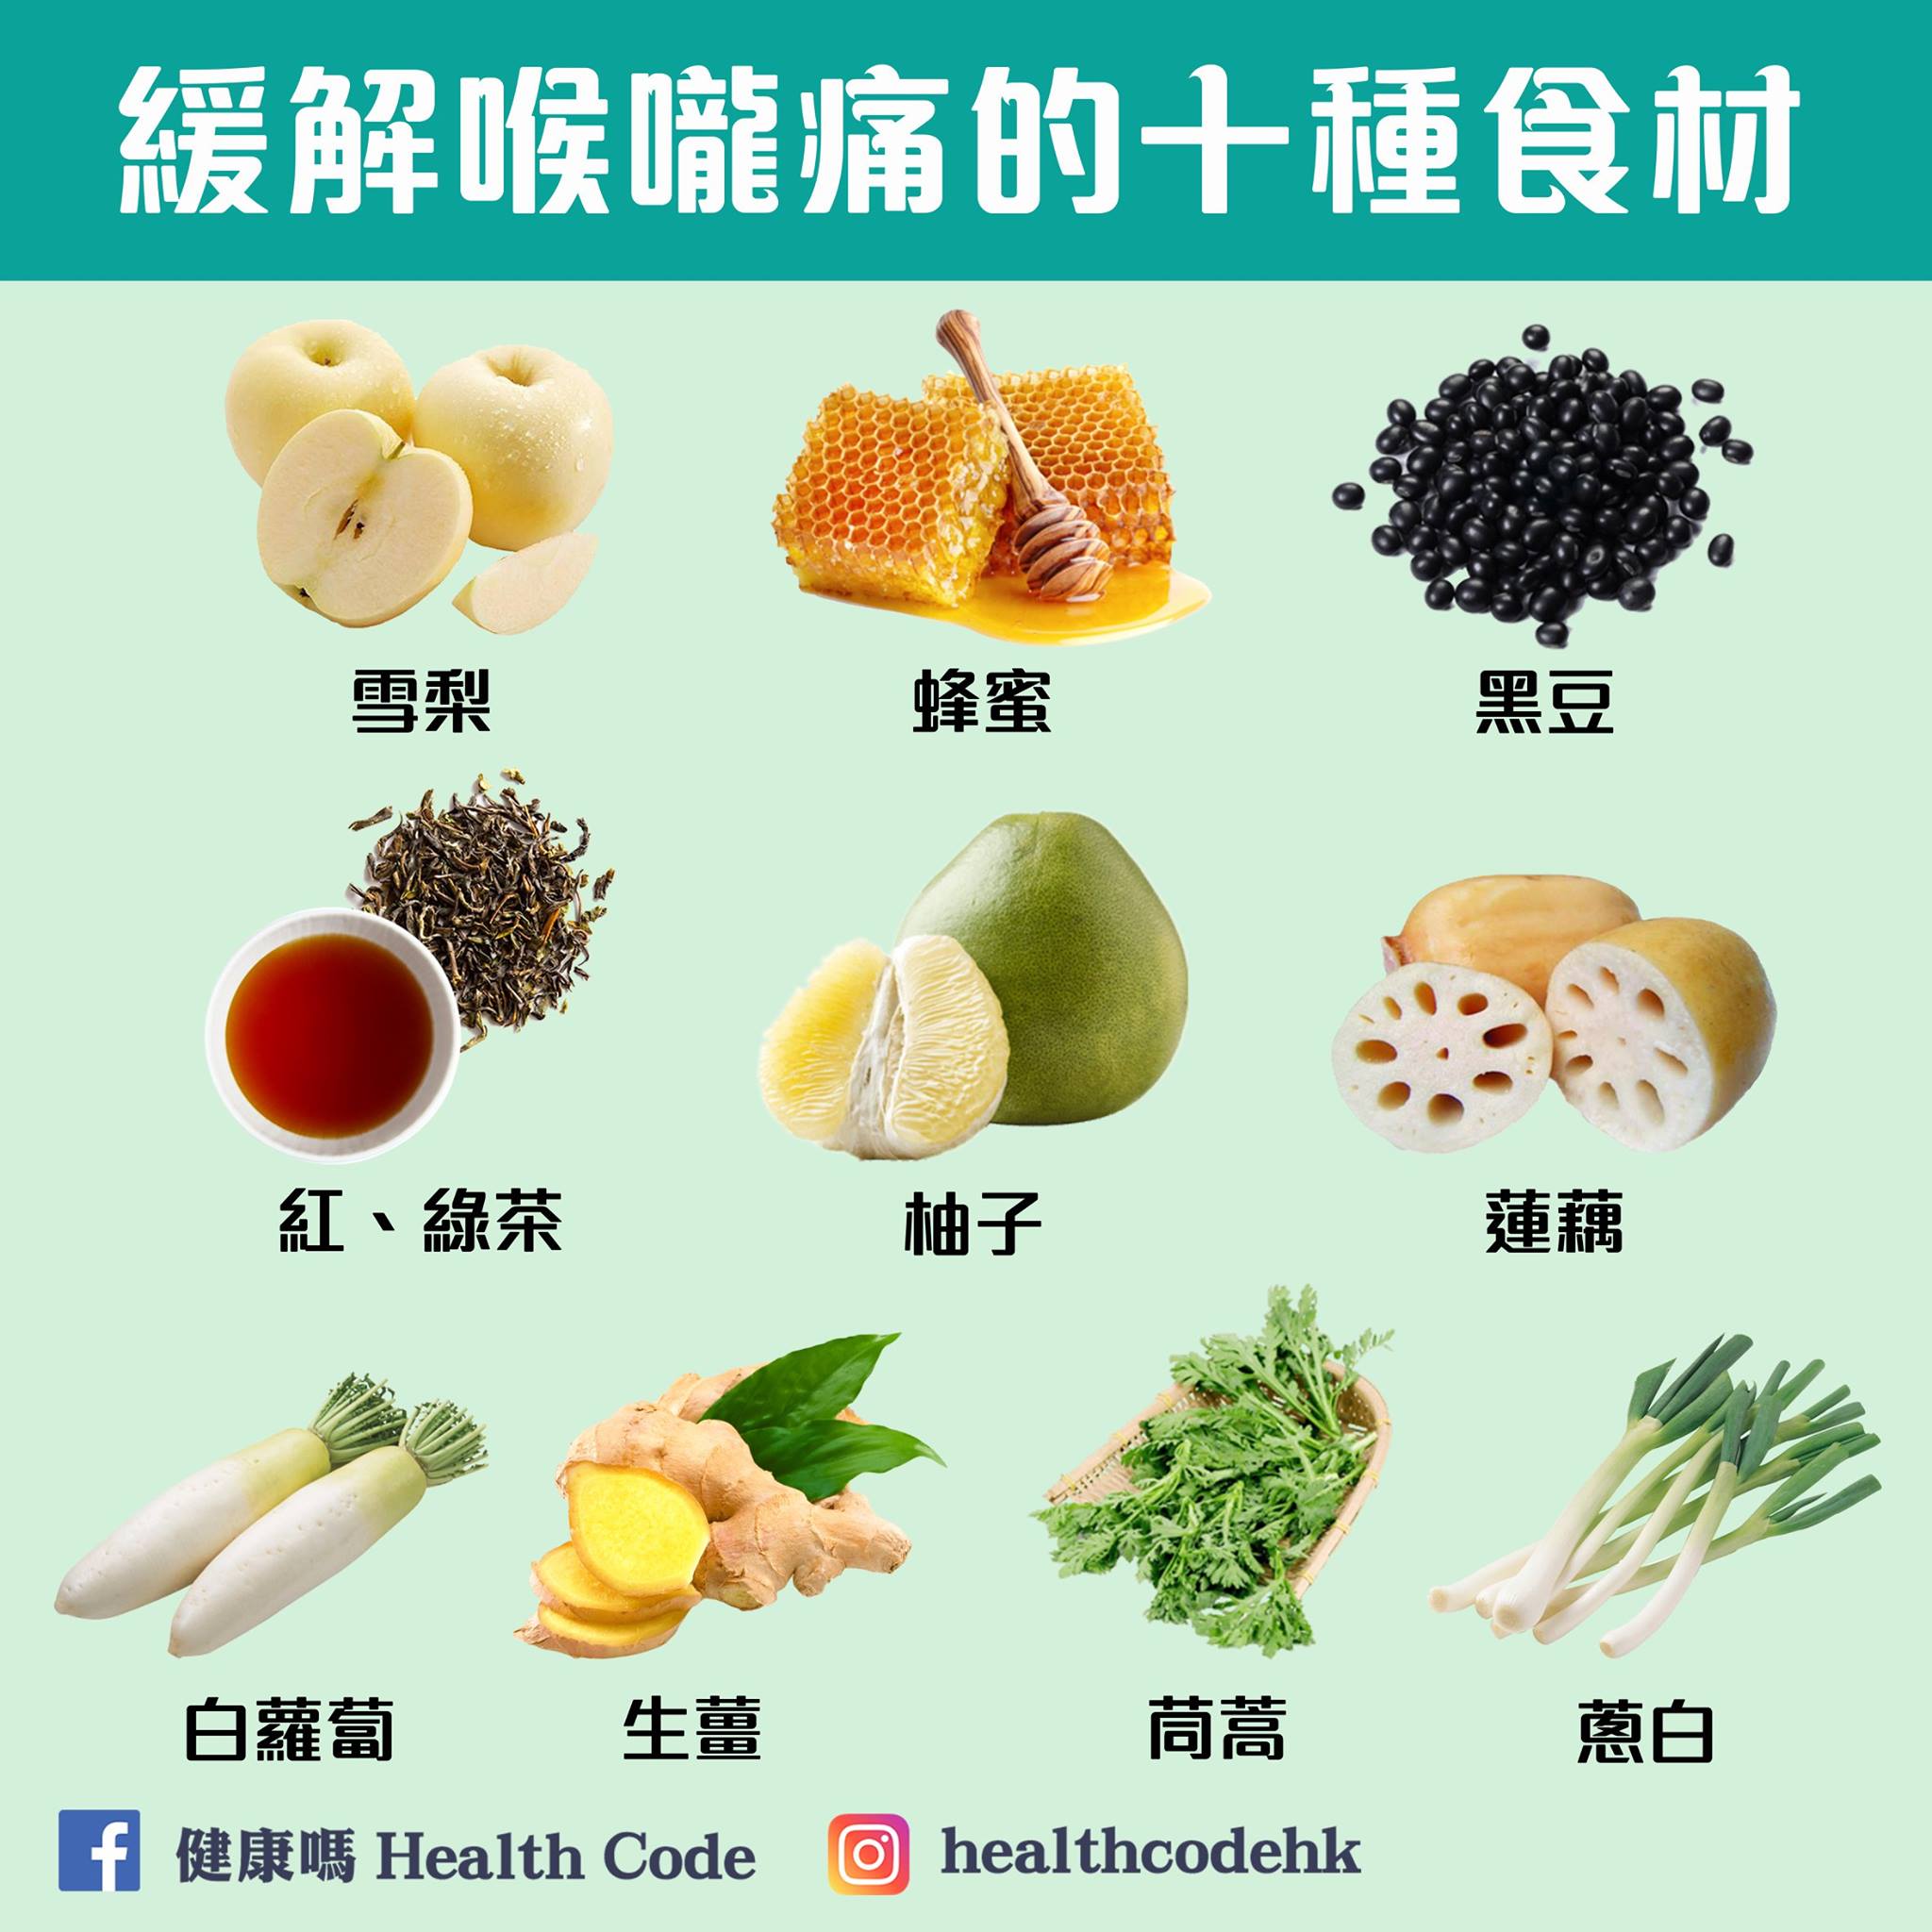 緩解喉嚨痛的十種食材
雪梨
蜂蜜
黑豆
紅、綠茶
柚子
蓮藕
白蘿蔔
生薑
茼蒿
蔥白
健康嗎 Health Code
healthcodehk